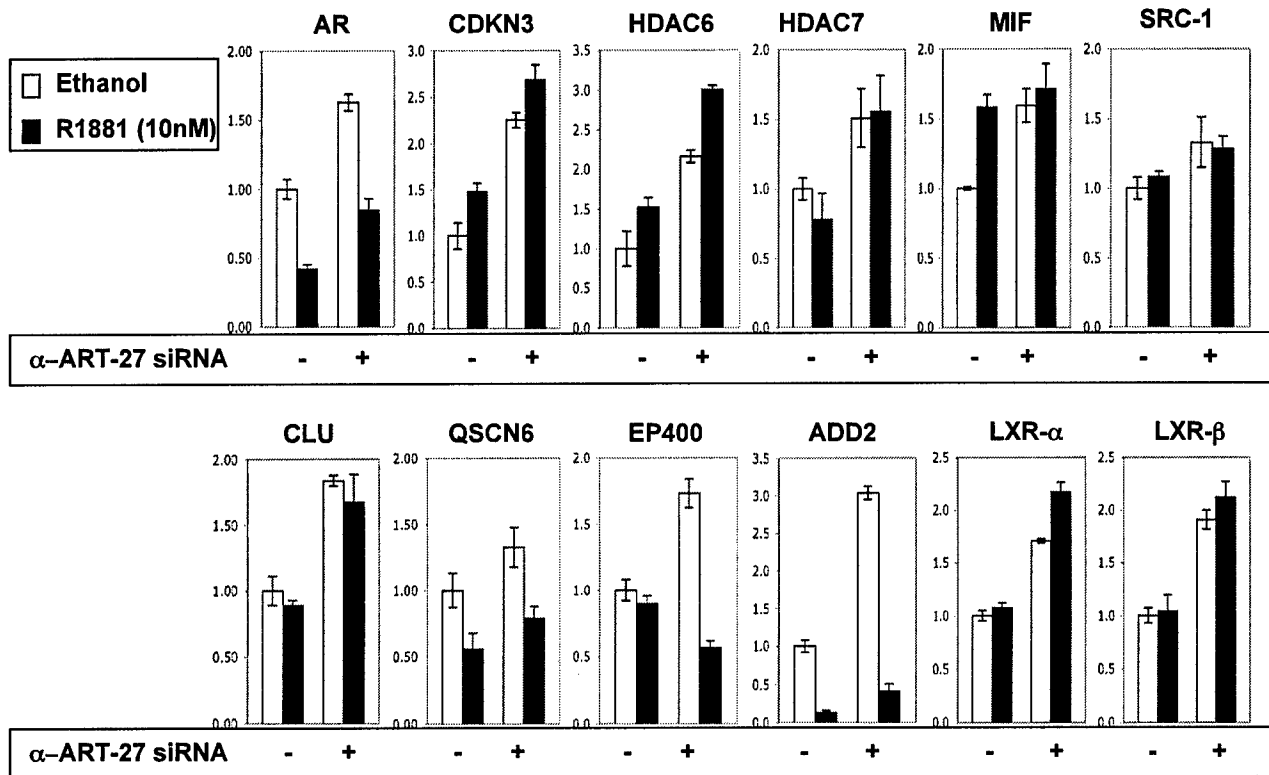 AR CDKN3 HDAC6 HDAC7 MIF SRC-1
Ethanol
R1881 (10nM)
2.00 1.50 1.00 0.50 0.00
3.0 2.5 2.0 1.5 1.0 0.5 0.0
3.5 3.0 2.5 2.0 1.5 1.0 0.5 0.0
2.0 1.5 1.0 0.5 0.0
2.0 1.5 1.0 0.5 0.0
2.0 1.5 1.0 0.5 0.0
α–ART-27 siRNA - + - + - + - + - + - +
CLU QSCN6 EP400 ADD2 LXR-α LXR-β
2.00 1.50 1.00 0.50 0.00
2.00 1.50 1.00 0.50 0.00
2.0 1.5 1.0 0.5 0.0
3.5 3.0 2.5 2.0 1.5 1.0 0.5 0.0
2.5 2.0 1.5 1.0 0.5 0.0
2.5 2.0 1.5 1.0 0.5 0.0
α–ART-27 siRNA - + - + - + - + - + - +